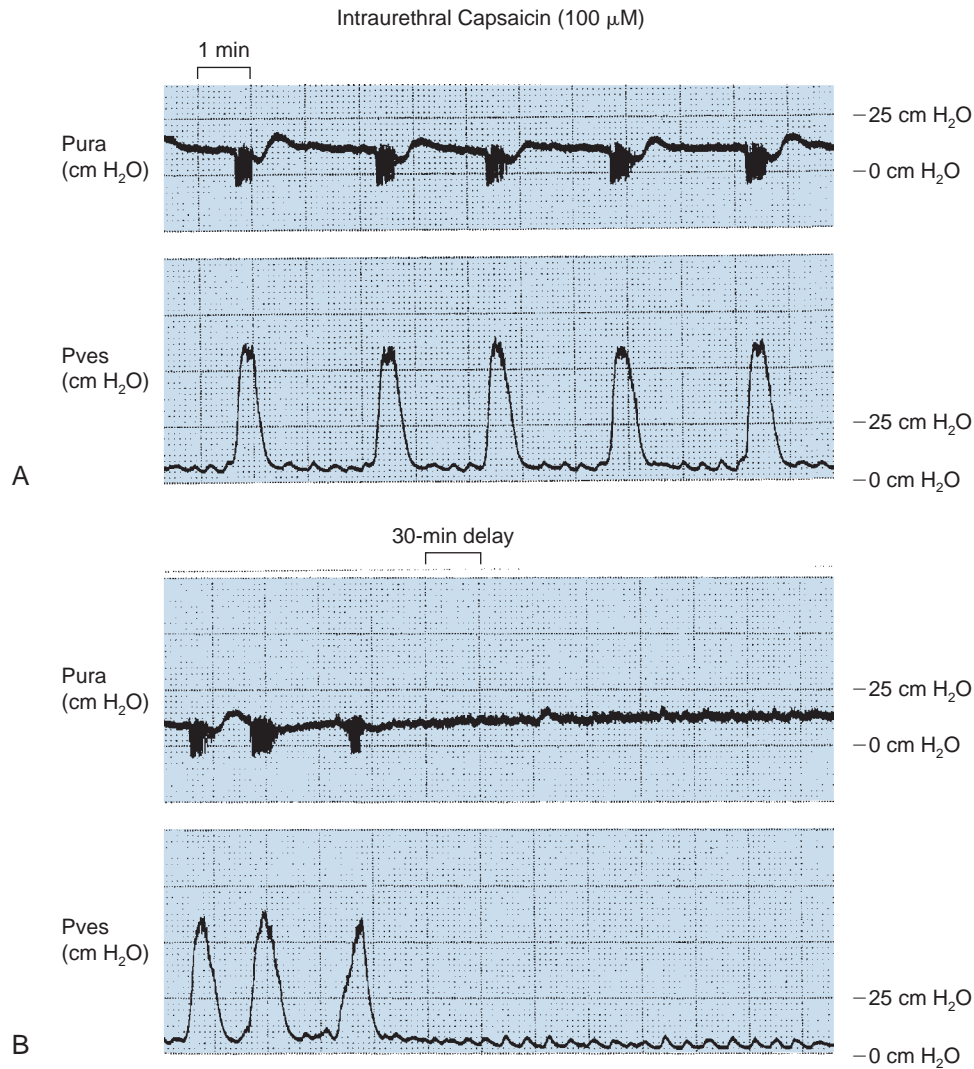 Intraurethral Capsaicin (100 μM)
1 min
Pura
(cm H₂O)
–25 cm H₂O
–0 cm H₂O
Pves
(cm H₂O)
–25 cm H₂O
–0 cm H₂O
A
30-min delay
Pura
(cm H₂O)
–25 cm H₂O
–0 cm H₂O
Pves
(cm H₂O)
–25 cm H₂O
–0 cm H₂O
B